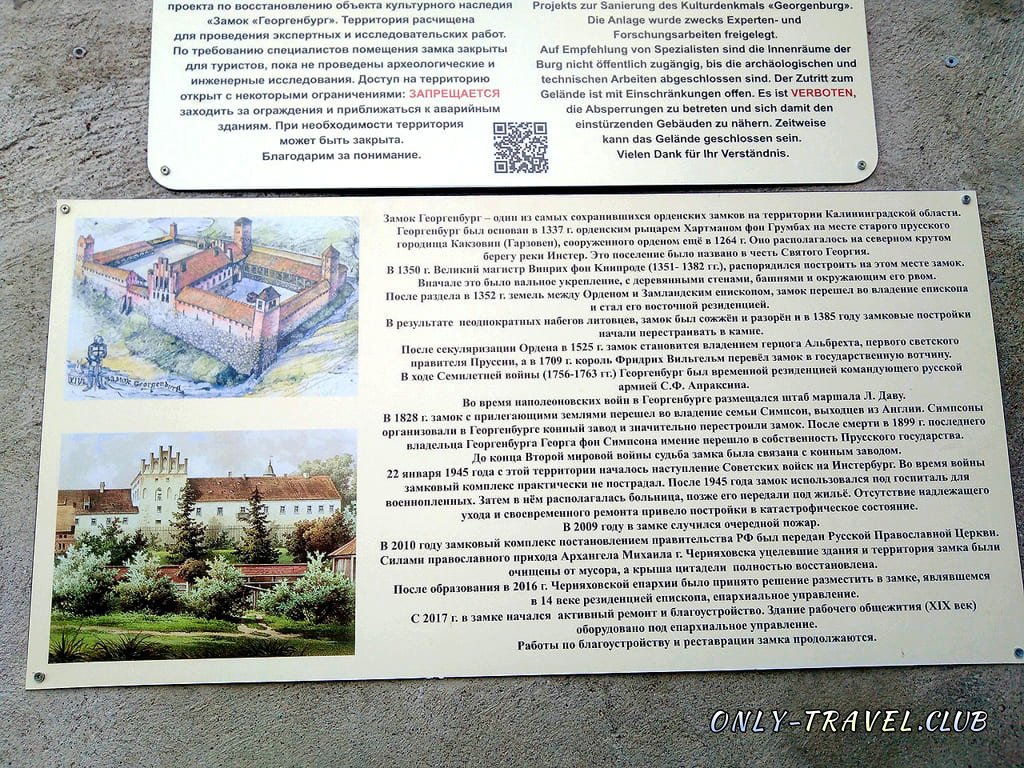 проекта по восстановлению объекта культурного наследия
«Замок «Георгенбург». Территория расчищена
для проведения экспертных и исследовательских работ.
По требованию специалистов помещения замка закрыты
для туристов, пока не проведены археологические и
инженерные исследования. Доступ на территорию
открыт с некоторыми ограничениями: ЗАПРЕЩАЕТСЯ
заходить за ограждения и приближаться к аварийным
зданиям. При необходимости территория
может быть закрыта.
Благодарим за понимание.
Projekts zur Sanierung des Kulturdenkmals «Georgenburg».
Die Anlage wurde zwecks Experten- und
Forschungsarbeiten freigelegt.
Auf Empfehlung von Spezialisten sind die Innenräume der
Burg nicht öffentlich zugängig, bis die archäologischen und
technischen Arbeiten abgeschlossen sind. Der Zutritt zum
Gelände ist mit Einschränkungen offen. Es ist VERBOTEN,
die Absperrungen zu betreten und sich damit den
einstürzenden Gebäuden zu nähern. Zeitweise
kann das Gelände geschlossen sein.
Vielen Dank für Ihr Verständnis.
Замок Георгенбург – один из самых сохранившихся орденских замков на территории Калининградской области.
Георгенбург был основан в 1337 г. орденским рыцарем Хартманом фон Грумбах на месте старого прусского
городища Какзовин (Гарзовен), сооруженного орденом ещё в 1264 г. Оно располагалось на северном крутом
берегу реки Инстер. Это поселение было названо в честь Святого Георгия.
В 1350 г. Великий магистр Винрих фон Книпроде (1351- 1382 гг.), распорядился построить на этом месте замок.
Вначале это было вальное укрепление, с деревянными стенами, башнями и окружающим его рвом.
После раздела в 1352 г. земель между Орденом и Замландским епископом, замок перешел во владение епископа
и стал его восточной резиденцией.
В результате неоднократных набегов литовцев, замок был сожжён и разорён и в 1385 году замковые постройки
начали перестраивать в камне.
После секуляризации Ордена в 1525 г. замок становится владением герцога Альбрехта, первого светского
правителя Пруссии, а в 1709 г. король Фридрих Вильгельм перевёл замок в государственную вотчину.
В ходе Семилетней войны (1756-1763 гг.) Георгенбург был временной резиденцией командующего русской
армией С.Ф. Апраксина.
Во время наполеоновских войн в Георгенбурге размещался штаб маршала Л. Даву.
В 1828 г. замок с прилегающими землями перешел во владение семьи Симпсон, выходцев из Англии. Симпсоны
организовали в Георгенбурге конный завод и значительно перестроили замок. После смерти в 1899 г. последнего
владельца Георгенбурга Георга фон Симпсона имение перешло в собственность Прусского государства.
До конца Второй мировой войны судьба замка была связана с конным заводом.
22 января 1945 года с этой территории началось наступление Советских войск на Инстербург. Во время войны
замковый комплекс практически не пострадал. После 1945 года замок использовался под госпиталь для
военнопленных. Затем в нём располагалась больница, позже его передали под жильё. Отсутствие надлежащего
ухода и своевременного ремонта привело постройки в катастрофическое состояние.
В 2009 году в замке случился очередной пожар.
В 2010 году замковый комплекс постановлением правительства РФ был передан Русской Православной Церкви.
Силами православного прихода Архангела Михаила г. Черняховска уцелевшие здания и территория замка были
очищены от мусора, а крыша цитадели полностью восстановлена.
После образования в 2016 г. Черняховской епархии было принято решение разместить в замке, являвшемся
в 14 веке резиденцией епископа, епархиальное управление.
С 2017 г. в замке начался активный ремонт и благоустройство. Здание рабочего общежития (XIX век)
оборудовано под епархиальное управление.
Работы по благоустройству и реставрации замка продолжаются.
XIV в. замок Georgenburg
ONLY-TRAVEL.CLUB